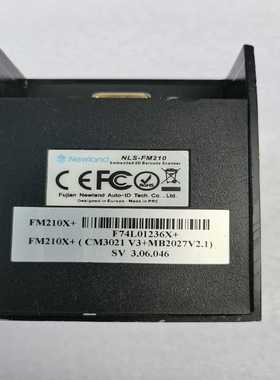 Newland
NLS-FM210
Embedded 2D Barcode Scanner
CE FC
Fujian Newland Auto-ID Tech. Co., Ltd.
Designed in Europe - Made in PRC
FM210X+
F74L01236X+
FM210X+ ( CM3021 V3+MB2027V2.1)
SV 3.06.046